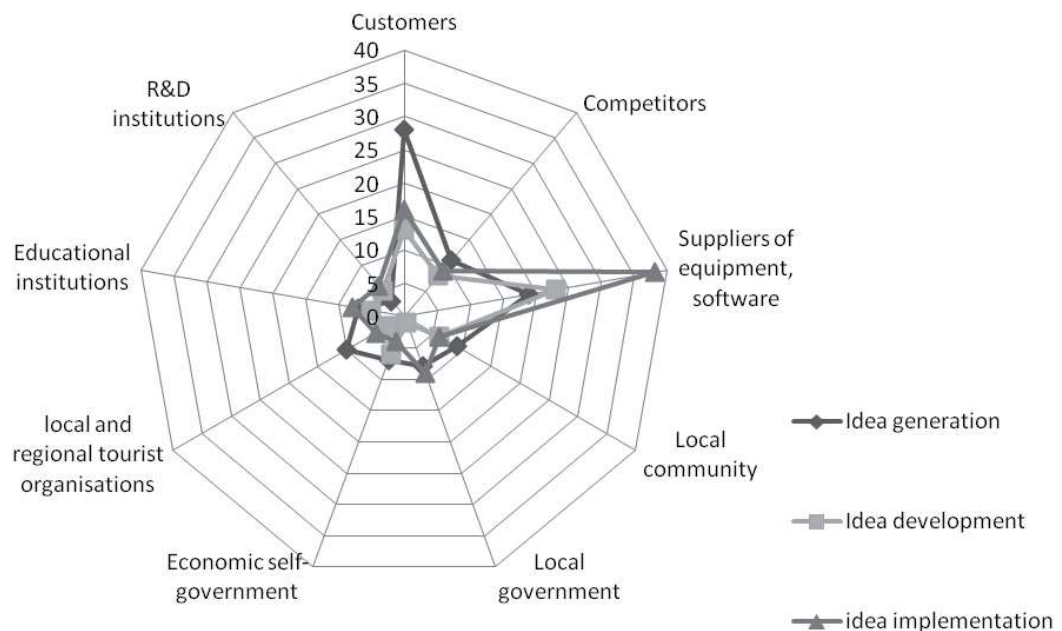 Customers
40
35
30
25
20
15
10
5
0
Competitors
Suppliers of
equipment,
software
Local
community
Local
government
Economic self-
government
local and
regional tourist
organisations
Educational
institutions
R&D
institutions
Idea generation
Idea development
idea implementation